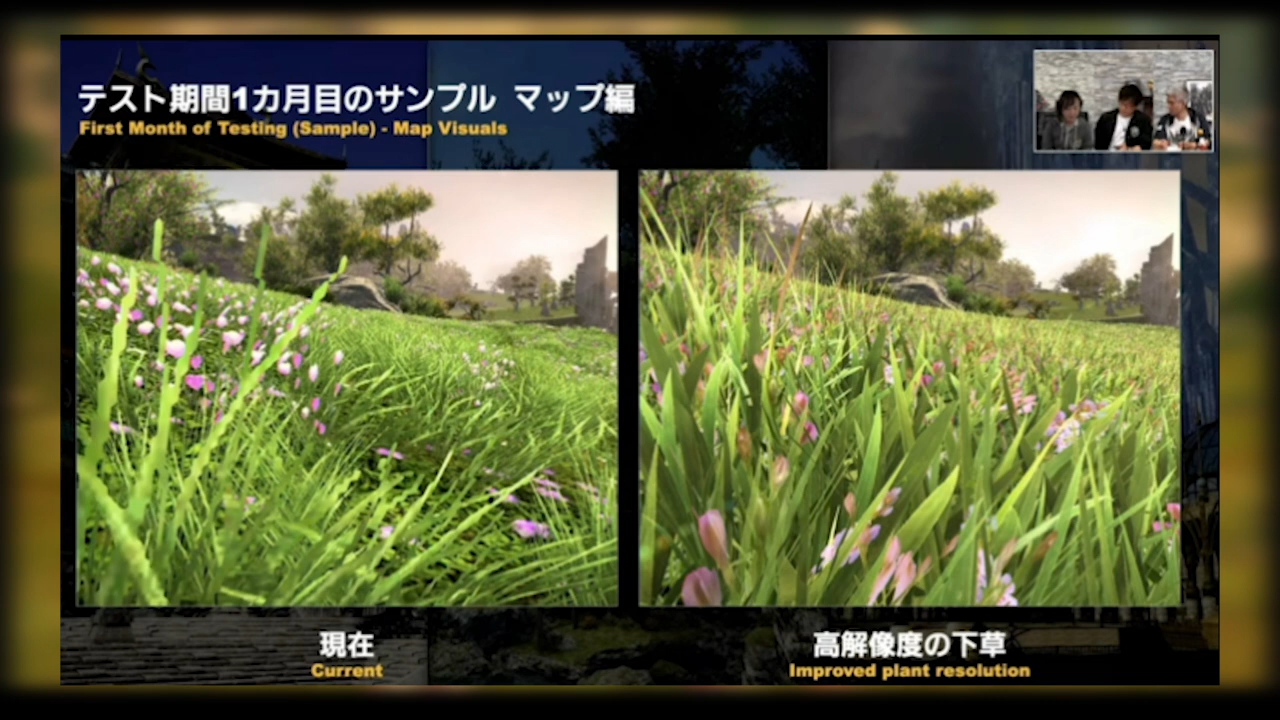 テスト期間1カ月目のサンプル マップ編
First Month of Testing (Sample) - Map Visuals
現在
Current
高解像度の下草
Improved plant resolution